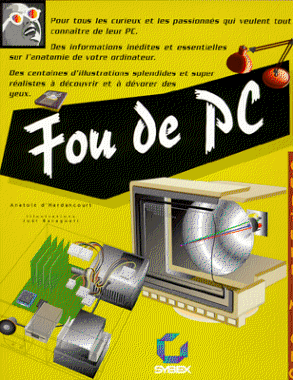 Pour tous les curieux et les passionnés qui veulent tout
connaître de leur PC.
Des informations inédites et essentielles
sur l'anatomie de votre ordinateur.
Des centaines d'illustrations splendides et super
réalistes à découvrir et à dévorer des
yeux.
Fou de PC
Anatole d'Hardancourt
Illustrations
SYBEX